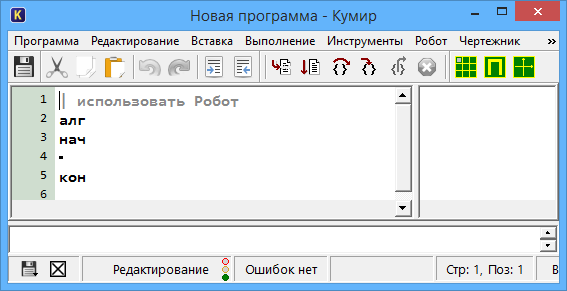 Новая программа - Кумир
Программа Редактирование Вставка Выполнение Инструменты Робот Чертежник »
1 | использовать Робот
2 алг
3 нач
4
5 кон
6
Редактирование Ошибок нет Стр: 1, Поз: 1 В